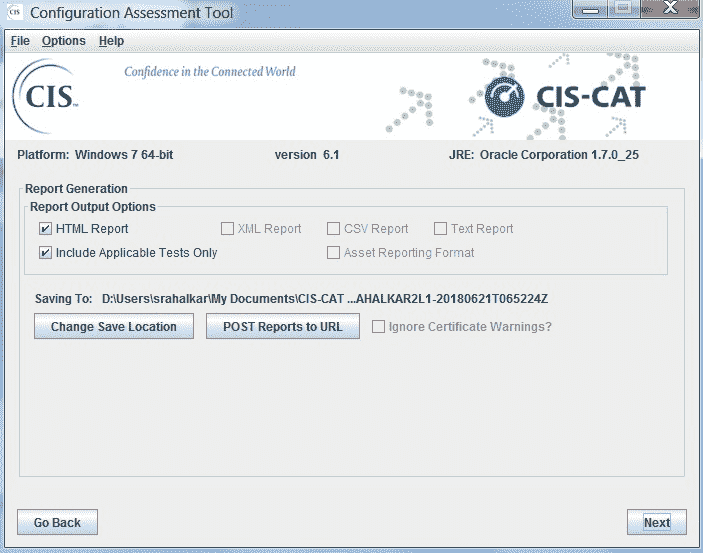 CIS Configuration Assessment Tool
File Options Help
Confidence in the Connected World
CIS
CIS-CAT
Platform: Windows 7 64-bit version 6.1 JRE: Oracle Corporation 1.7.0_25
Report Generation
Report Output Options
HTML Report XML Report CSV Report Text Report
Include Applicable Tests Only Asset Reporting Format
Saving To: D:\Users\srahalkar\My Documents\CIS-CAT ...AHALKAR2L1-20180621T065224Z
Change Save Location POST Reports to URL Ignore Certificate Warnings?
Go Back Next